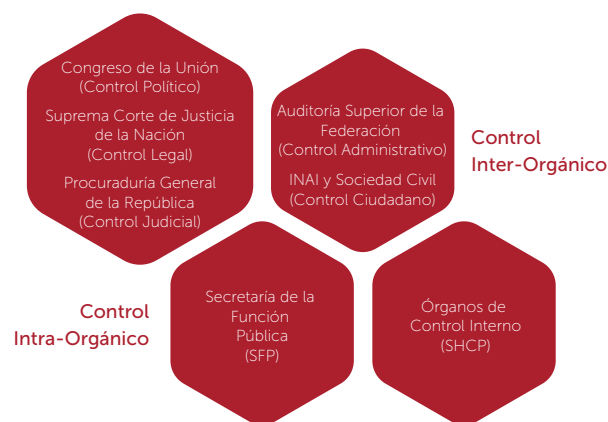 Congreso de la Unión
(Control Político)
Suprema Corte de Justicia
de la Nación
(Control Legal)
Procuraduría General
de la República
(Control Judicial)
Auditoría Superior de la
Federación
(Control Administrativo)
INAI y Sociedad Civil
(Control Ciudadano)
Control
Inter-Orgánico
Control
Intra-Orgánico
Secretaría de la
Función
Pública
(SFP)
Órganos de
Control Interno
(SHCP)